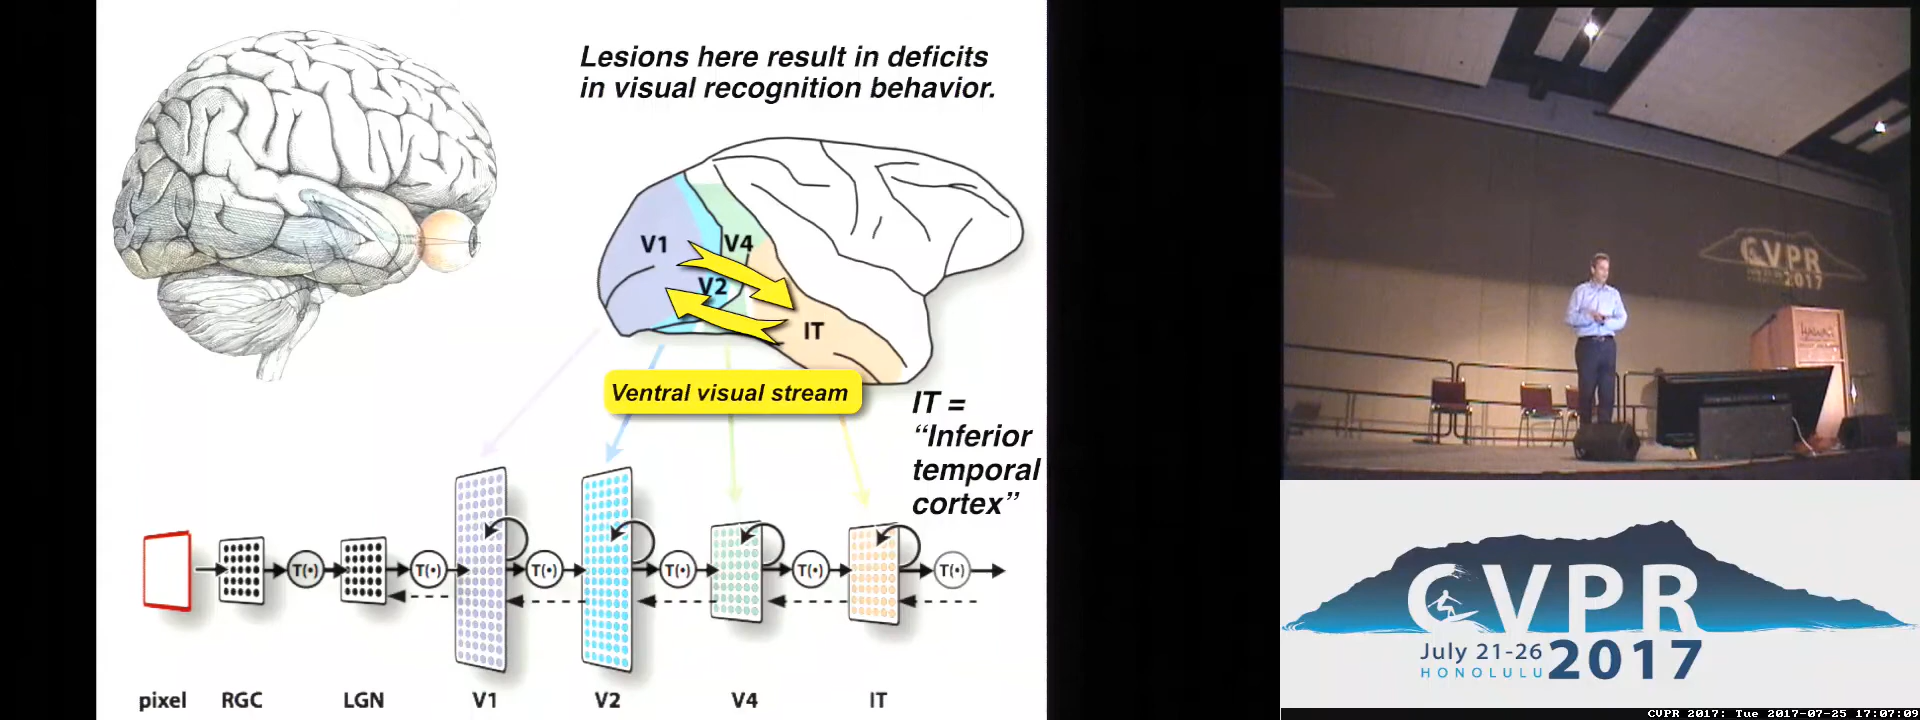 Lesions here result in deficits
in visual recognition behavior.
V1
V4
V2
IT
Ventral visual stream
IT =
“Inferior
temporal
cortex”
T(•)
T(•)
T(•)
T(•)
T(•)
T(•)
pixel
RGC
LGN
V1
V2
V4
IT
CVPR
2017
CVPR
July 21-26
HONOLULU
2017
CVPR 2017: Tue 2017-07-25 17:07:09